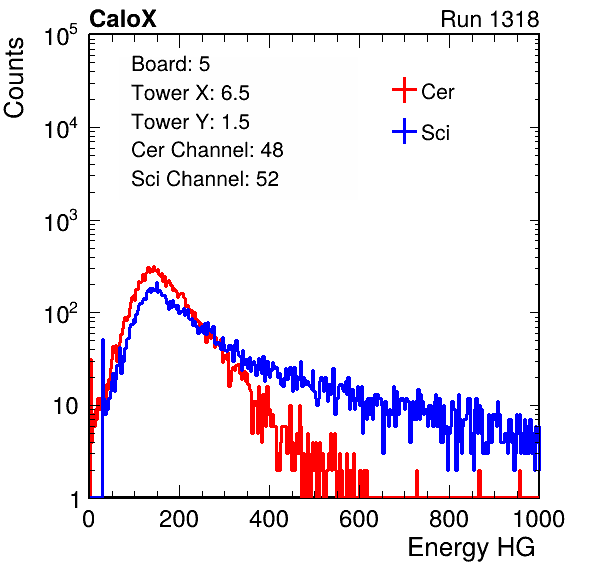 CaloX Run 1318
Counts
10^5
10^4
10^3
10^2
10
1
Board: 5
Tower X: 6.5
Tower Y: 1.5
Cer Channel: 48
Sci Channel: 52
Cer
Sci
0 200 400 600 800 1000
Energy HG